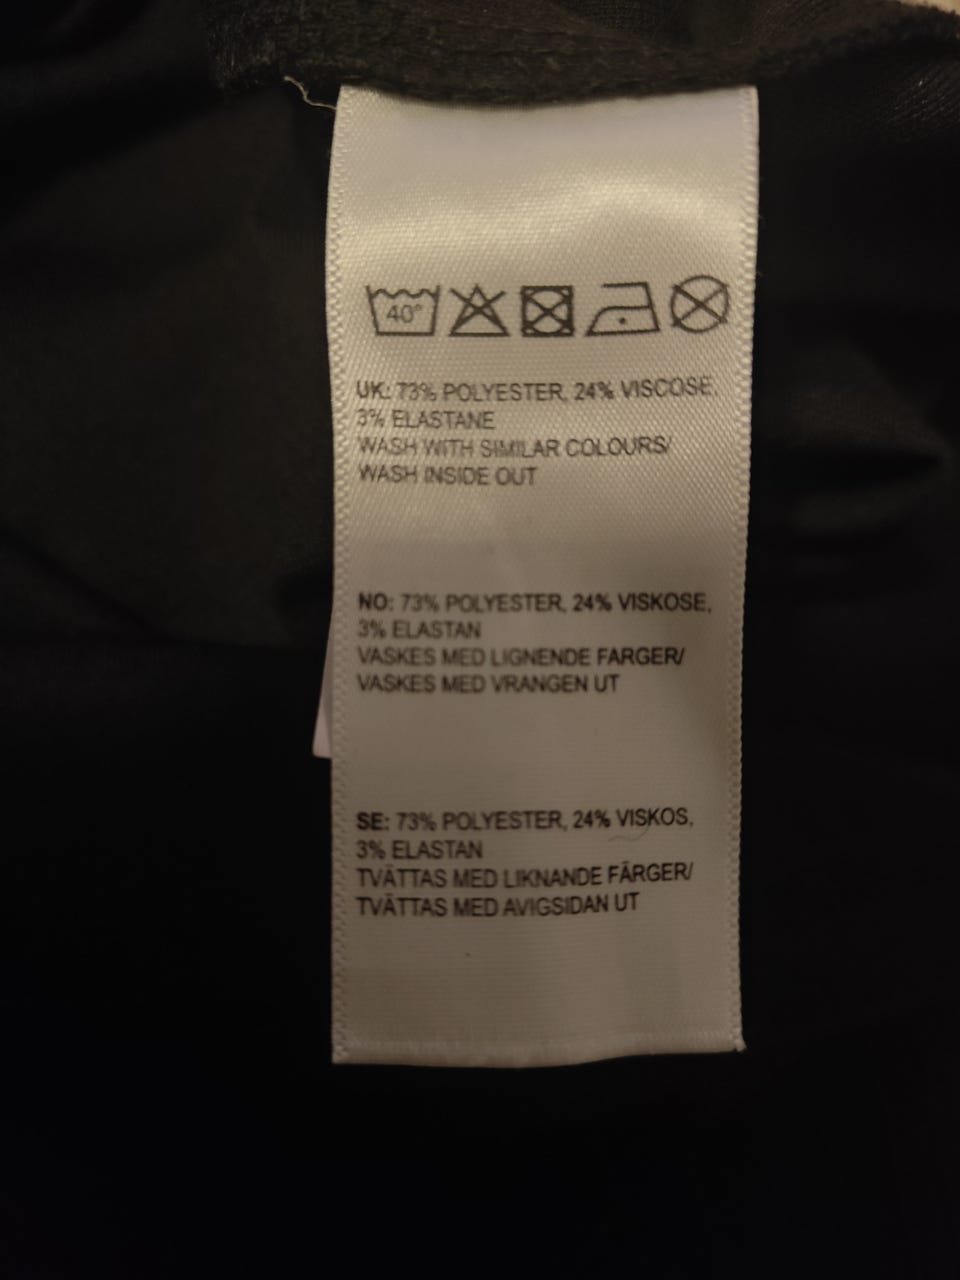 40°
UK: 73% POLYESTER, 24% VISCOSE,
3% ELASTANE
WASH WITH SIMILAR COLOURS/
WASH INSIDE OUT
NO: 73% POLYESTER, 24% VISKOSE,
3% ELASTAN
VASKES MED LIGNENDE FARGER/
VASKES MED VRANGEN UT
SE: 73% POLYESTER, 24% VISKOS,
3% ELASTAN
TVÄTTAS MED LIKNANDE FÄRGER/
TVÄTTAS MED AVIGSIDAN UT